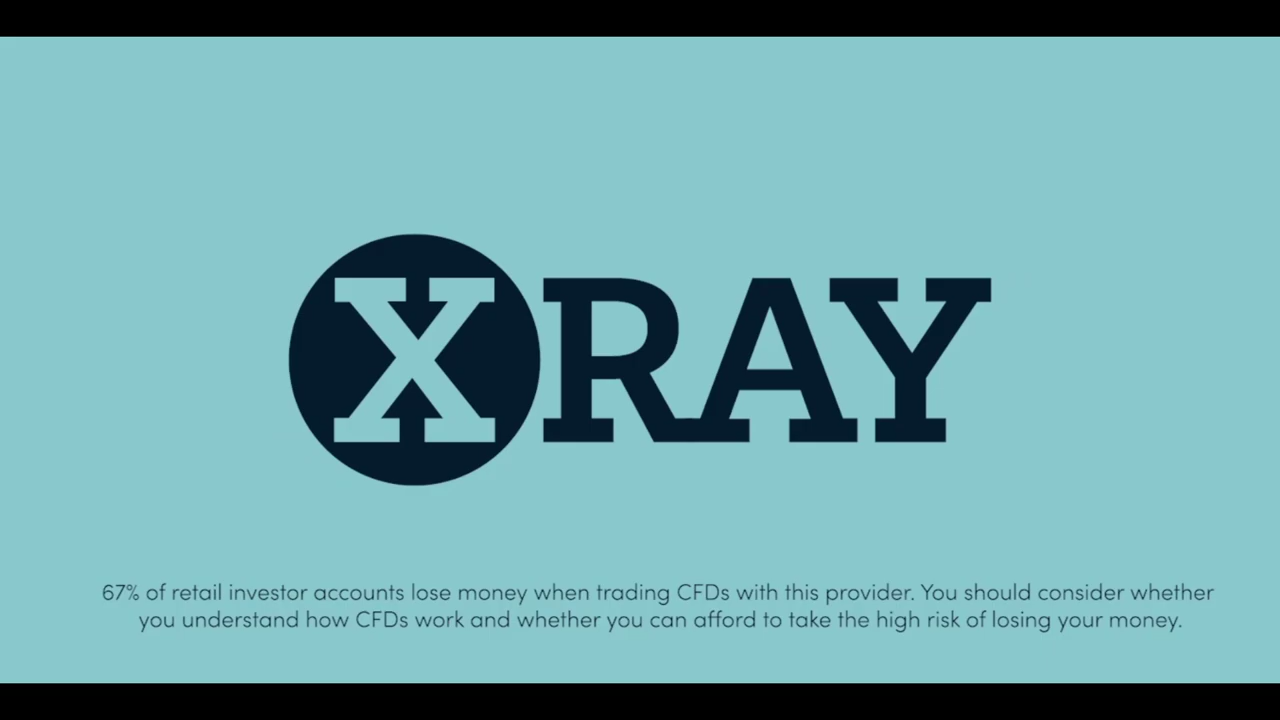 XRAY
67% of retail investor accounts lose money when trading CFDs with this provider. You should consider whether
you understand how CFDs work and whether you can afford to take the high risk of losing your money.